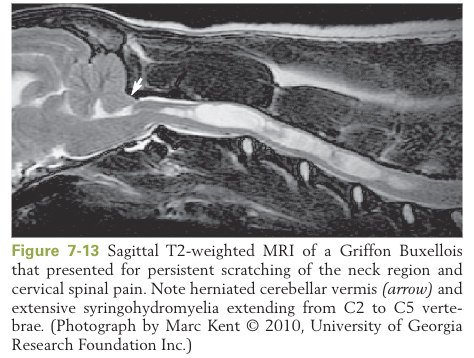 Figure 7-13 Sagittal T2-weighted MRI of a Griffon Buxellois
that presented for persistent scratching of the neck region and
cervical spinal pain. Note herniated cerebellar vermis (arrow) and
extensive syringohydromyelia extending from C2 to C5 verte-
brae. (Photograph by Marc Kent © 2010, University of Georgia
Research Foundation Inc.)